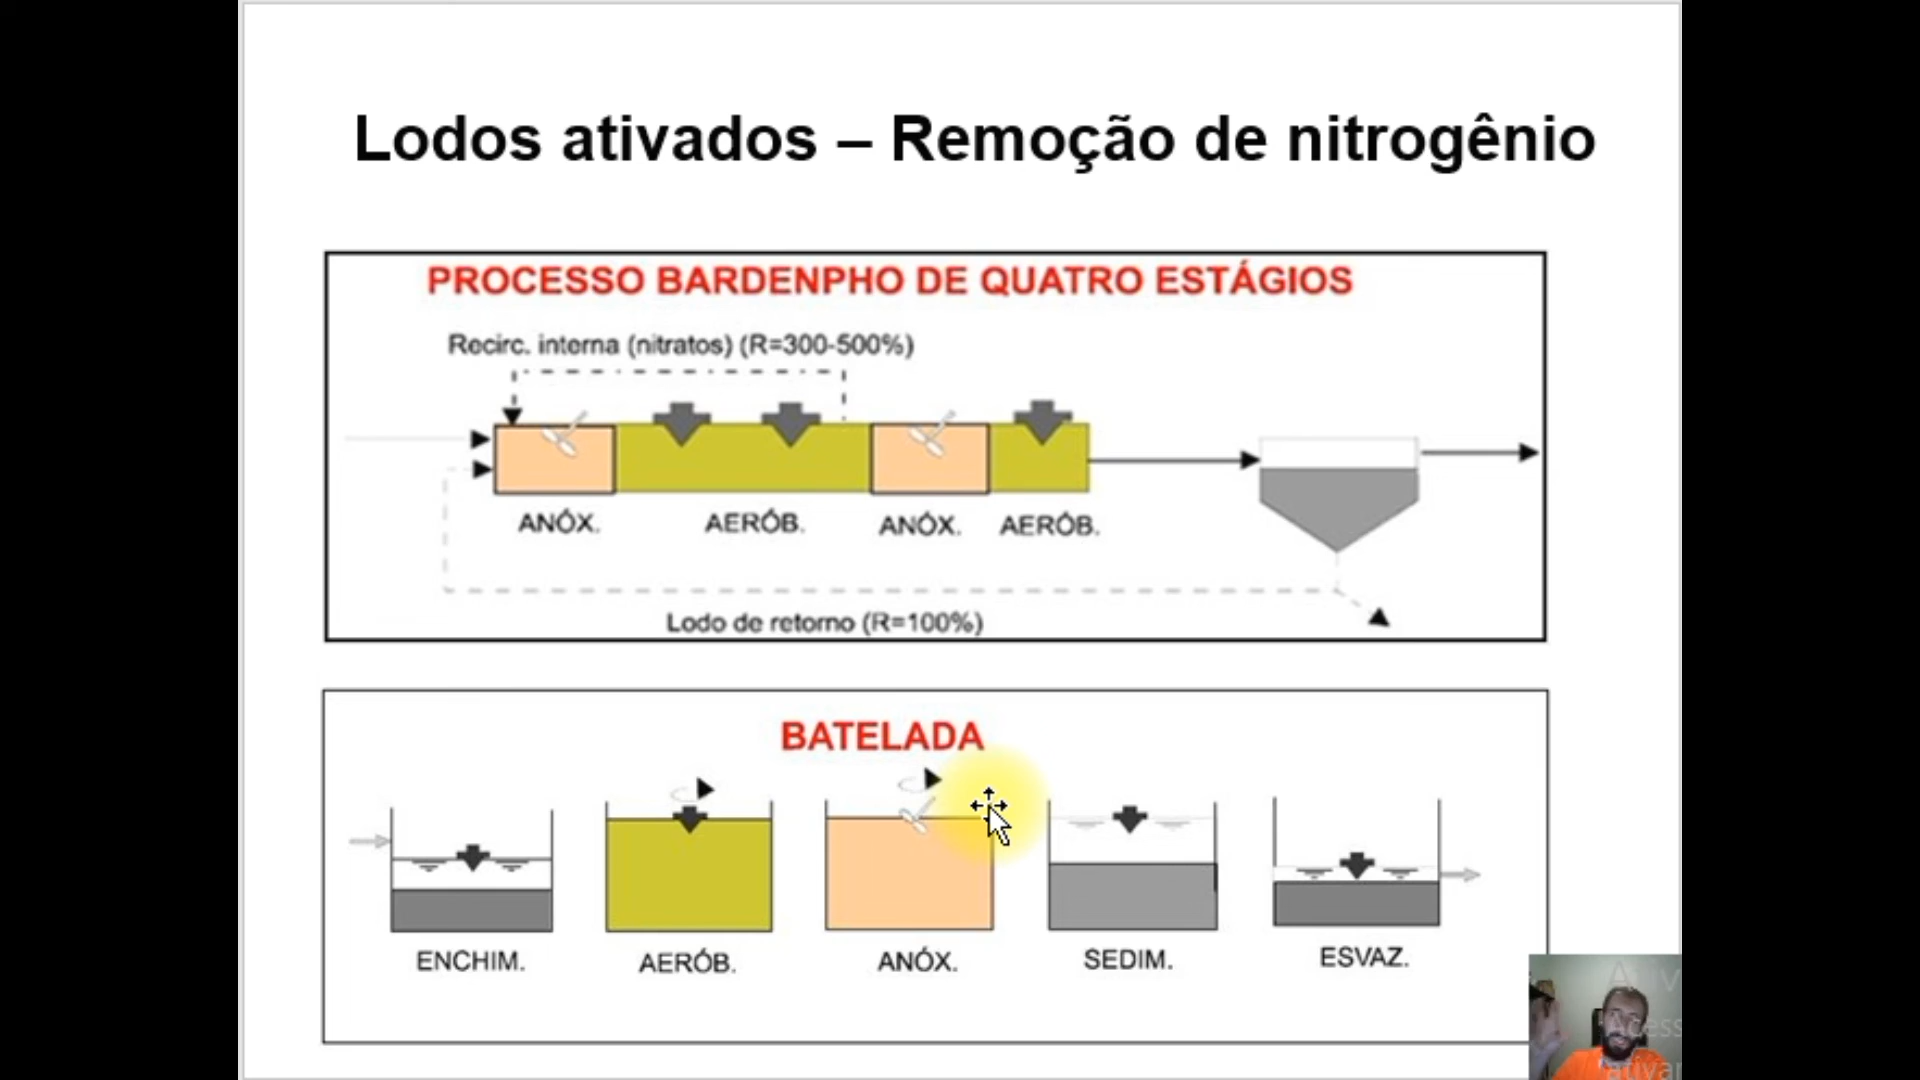 Lodos ativados – Remoção de nitrogênio
PROCESSO BARDENPHO DE QUATRO ESTÁGIOS
Recirc. interna (nitratos) (R=300-500%)
ANÓX. AERÓB. ANÓX. AERÓB.
Lodo de retorno (R=100%)
BATELADA
ENCHIM. AERÓB. ANÓX. SEDIM. ESVAZ.